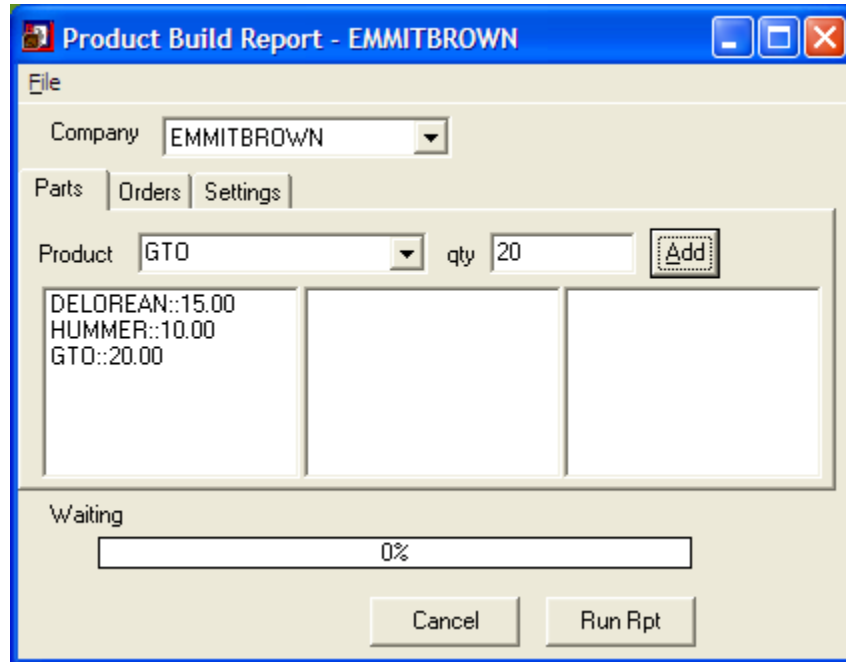 Product Build Report - EMMITBROWN
File
Company EMMITBROWN
Parts Orders Settings
Product GTO qty 20 Add
DELOREAN::15.00
HUMMER::10.00
GTO::20.00
Waiting
0%
Cancel Run Rpt